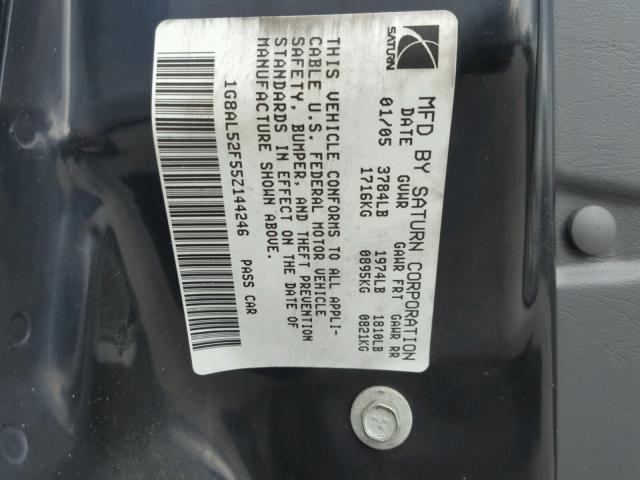 SATURN
MFD BY SATURN CORPORATION
DATE GVWR GAWR FRT GAWR RR
01/05 3784LB 1974LB 1810LB
1716KG 0895KG 0821KG
THIS VEHICLE CONFORMS TO ALL APPLI-
CABLE U.S. FEDERAL MOTOR VEHICLE
SAFETY, BUMPER, AND THEFT PREVENTION
STANDARDS IN EFFECT ON THE DATE OF
MANUFACTURE SHOWN ABOVE.
1G8AL52F55Z144246 PASS CAR